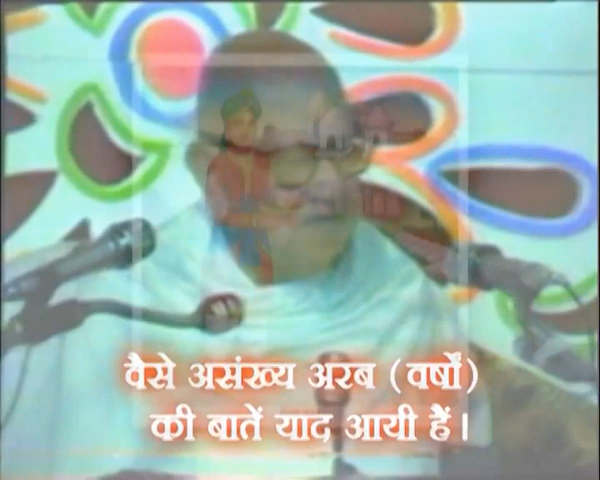 वैसे असंख्य अरब (वर्षों)
की बातें याद आयी हैं।